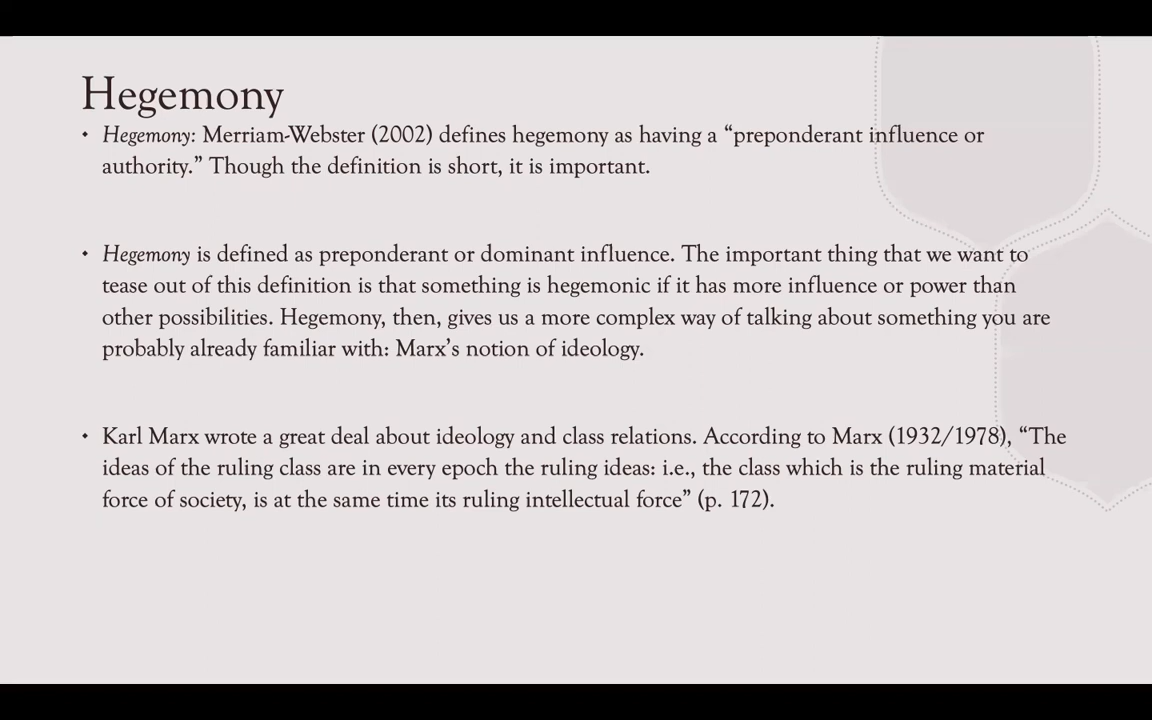 Hegemony
• Hegemony: Merriam-Webster (2002) defines hegemony as having a “preponderant influence or
authority.” Though the definition is short, it is important.
• Hegemony is defined as preponderant or dominant influence. The important thing that we want to
tease out of this definition is that something is hegemonic if it has more influence or power than
other possibilities. Hegemony, then, gives us a more complex way of talking about something you are
probably already familiar with: Marx’s notion of ideology.
• Karl Marx wrote a great deal about ideology and class relations. According to Marx (1932/1978), “The
ideas of the ruling class are in every epoch the ruling ideas: i.e., the class which is the ruling material
force of society, is at the same time its ruling intellectual force” (p. 172).